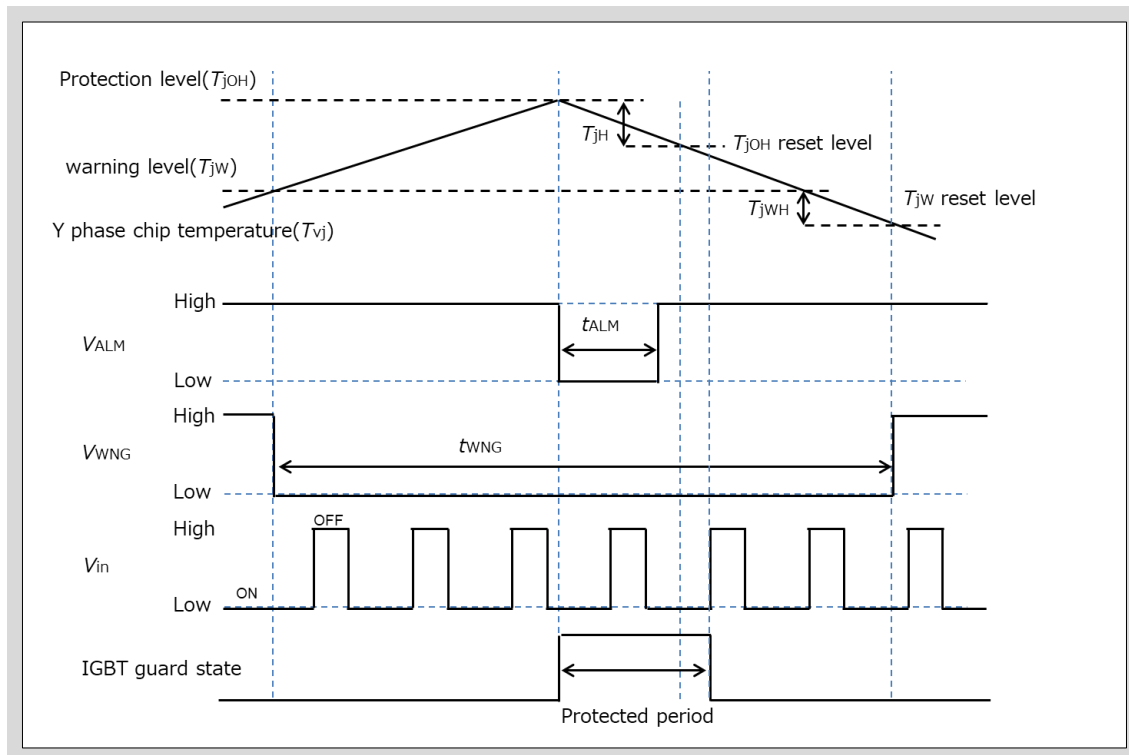 Protection level(TjOH)
TjH
TjOH reset level
warning level(TjW)
TjWH
TjW reset level
Y phase chip temperature(Tvj)
High
tALM
VALM
Low
High
VWNG
tWNG
Low
High
OFF
Vin
ON
Low
IGBT guard state
Protected period